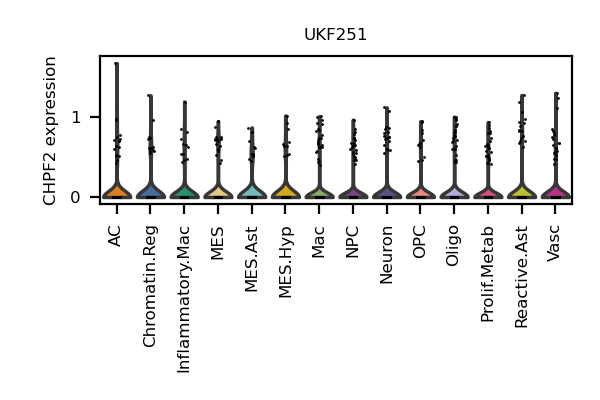 UKF251
CHPF2 expression
1
0
AC
Chromatin.Reg
Inflammatory.Mac
MES
MES.Ast
MES.Hyp
Mac
NPC
Neuron
OPC
Oligo
Prolif.Metab
Reactive.Ast
Vasc